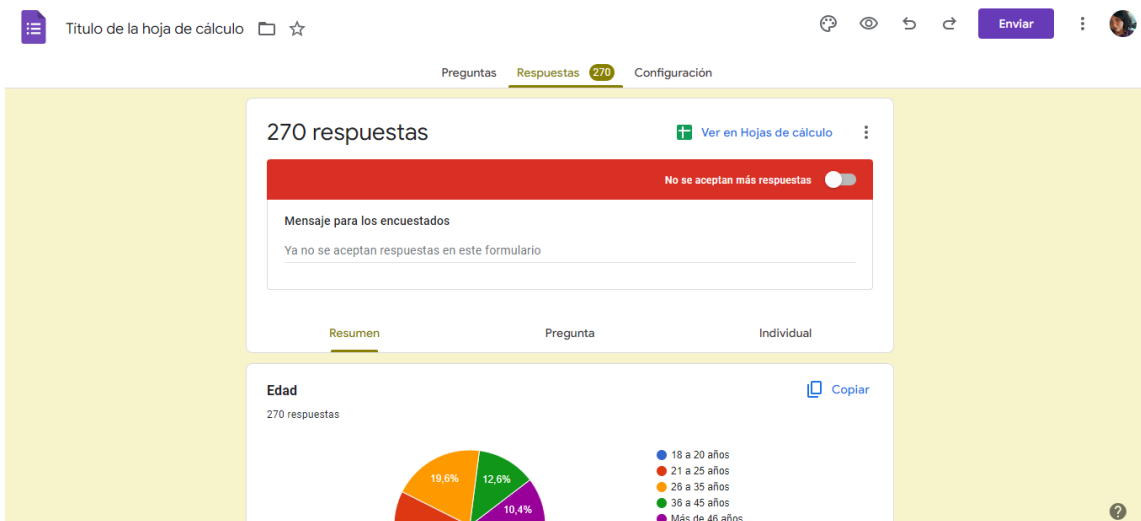 Título de la hoja de cálculo
Enviar
Preguntas Respuestas 270 Configuración
270 respuestas
Ver en Hojas de cálculo
No se aceptan más respuestas
Mensaje para los encuestados
Ya no se aceptan respuestas en este formulario
Resumen Pregunta Individual
Edad
Copiar
270 respuestas
19,6% 12,6%
10,4%
18 a 20 años
21 a 25 años
26 a 35 años
36 a 45 años
Más de 46 años